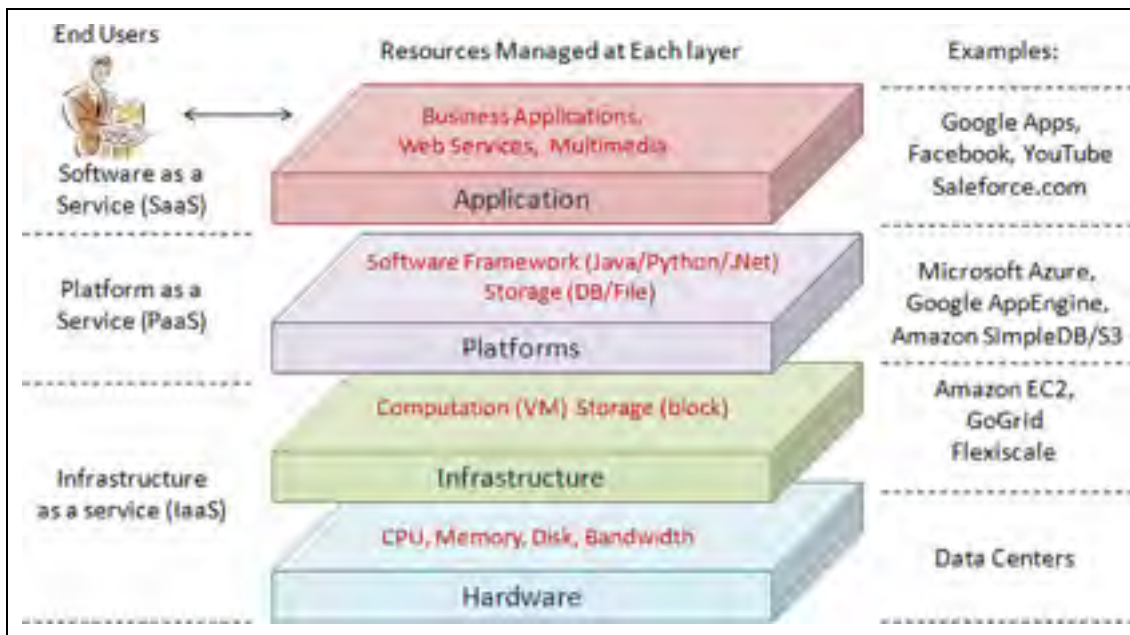 End Users
Resources Managed at Each layer
Examples:
Business Applications,
Web Services, Multimedia
Application
Software as a
Service (SaaS)
Google Apps,
Facebook, YouTube
Saleforce.com
Software Framework (Java/Python/.Net)
Storage (DB/File)
Platforms
Platform as a
Service (PaaS)
Microsoft Azure,
Google AppEngine,
Amazon SimpleDB/S3
Computation (VM) Storage (block)
Infrastructure
Amazon EC2,
GoGrid
Flexiscale
Infrastructure
as a service (IaaS)
CPU, Memory, Disk, Bandwidth
Hardware
Data Centers